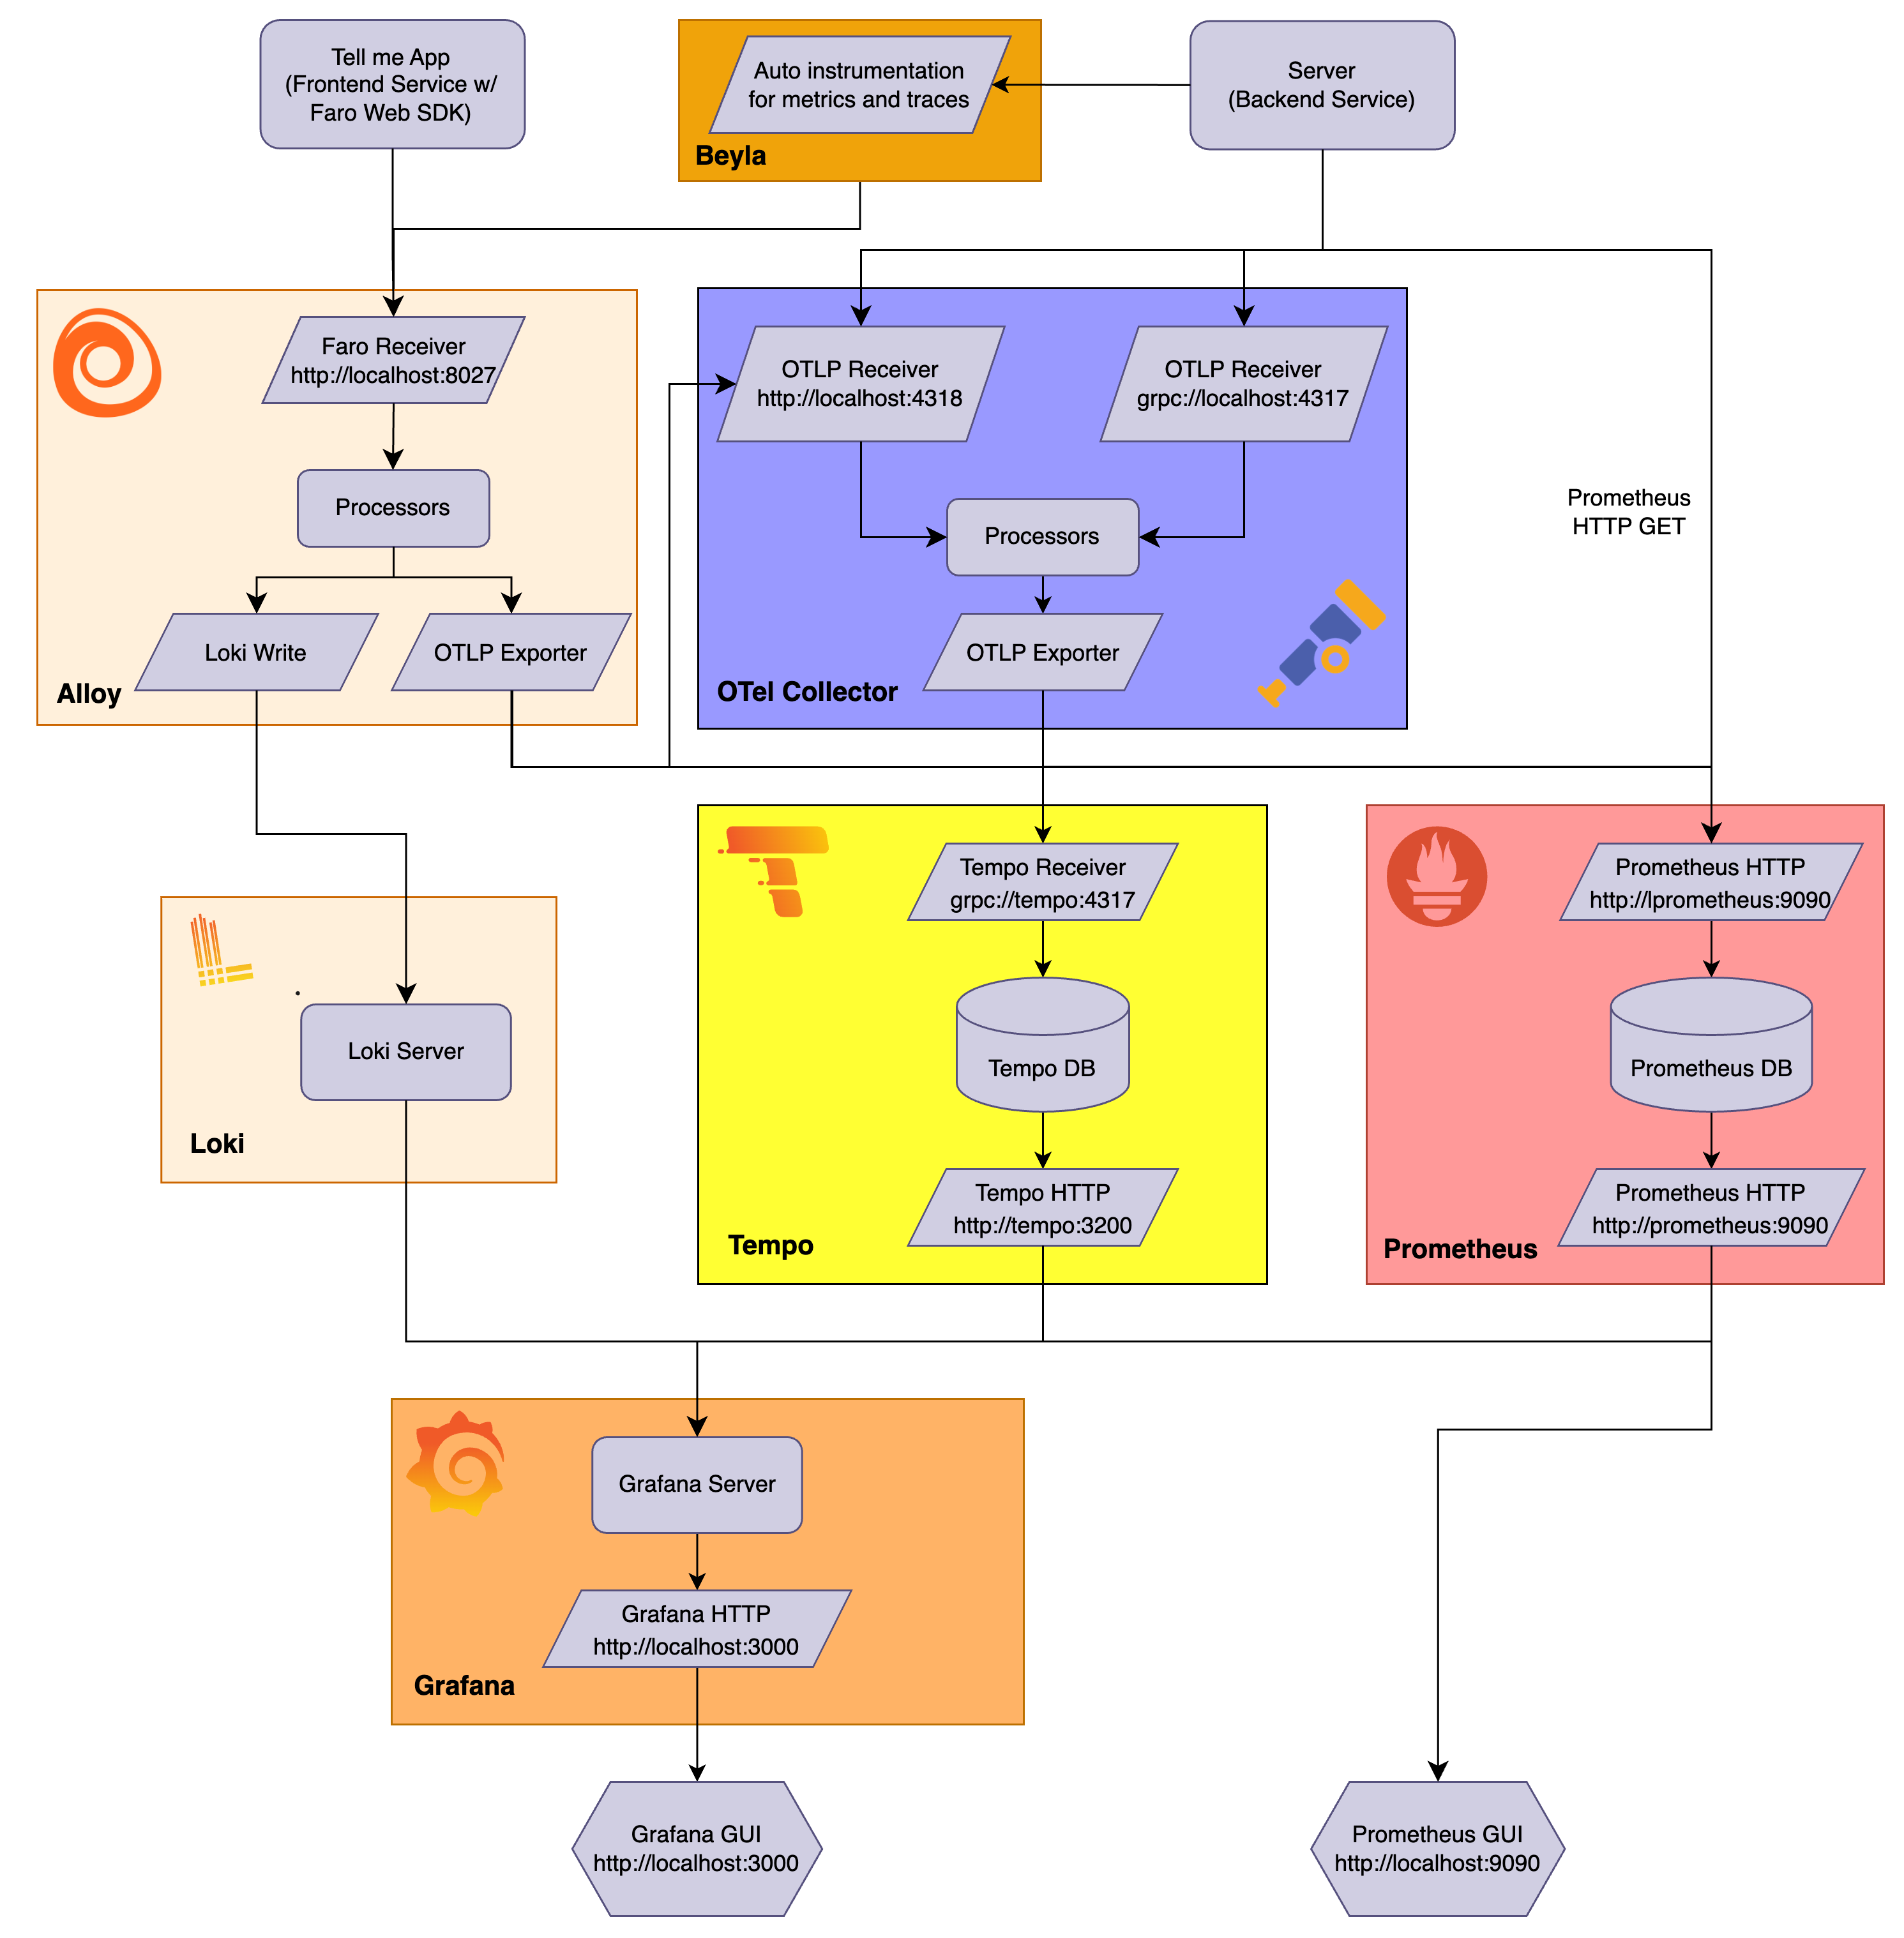 Tell me App
(Frontend Service w/
Faro Web SDK)
Auto instrumentation
for metrics and traces
Beyla
Server
(Backend Service)
Faro Receiver
http://localhost:8027
Processors
Loki Write
OTLP Exporter
Alloy
OTLP Receiver
http://localhost:4318
OTLP Receiver
grpc://localhost:4317
Processors
OTLP Exporter
OTel Collector
Prometheus
HTTP GET
Loki Server
Loki
Tempo Receiver
grpc://tempo:4317
Tempo DB
Tempo HTTP
http://tempo:3200
Tempo
Prometheus HTTP
http://lprometheus:9090
Prometheus DB
Prometheus HTTP
http://prometheus:9090
Prometheus
Grafana Server
Grafana HTTP
http://localhost:3000
Grafana
Grafana GUI
http://localhost:3000
Prometheus GUI
http://localhost:9090